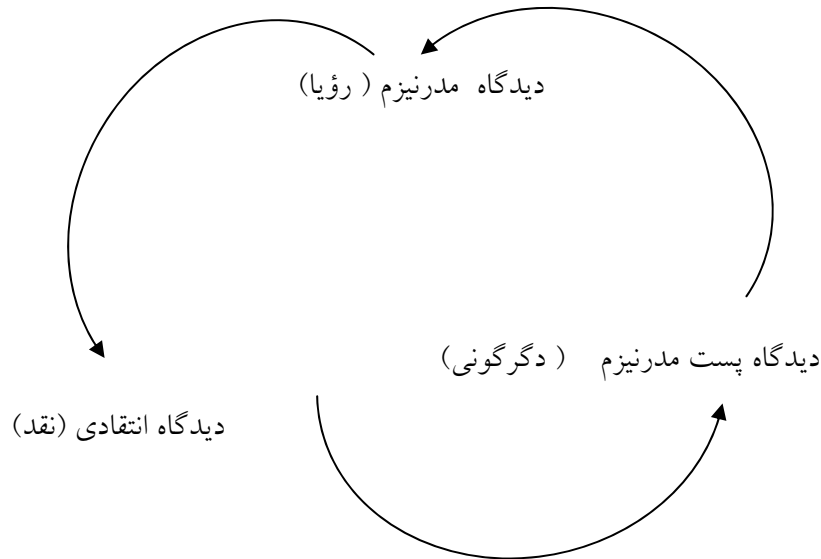 دیدگاه مدرنیزم ( رؤیا)
دیدگاه پست مدرنیزم ( دگرگونی)
دیدگاه انتقادی (نقد)